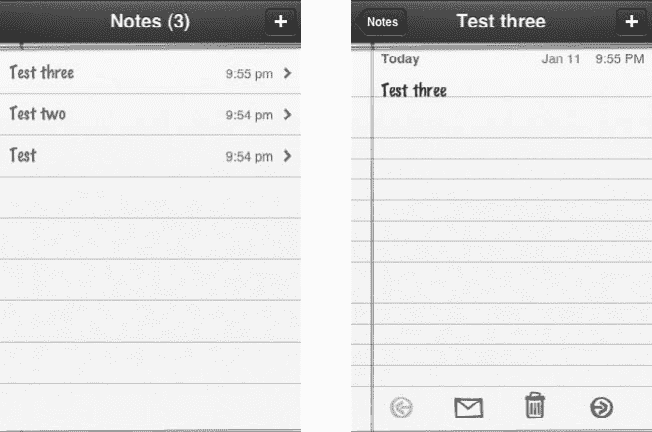 Notes (3) +
Test three 9:55 pm
Test two 9:54 pm
Test 9:54 pm
Notes Test three +
Today Jan 11 9:55 PM
Test three